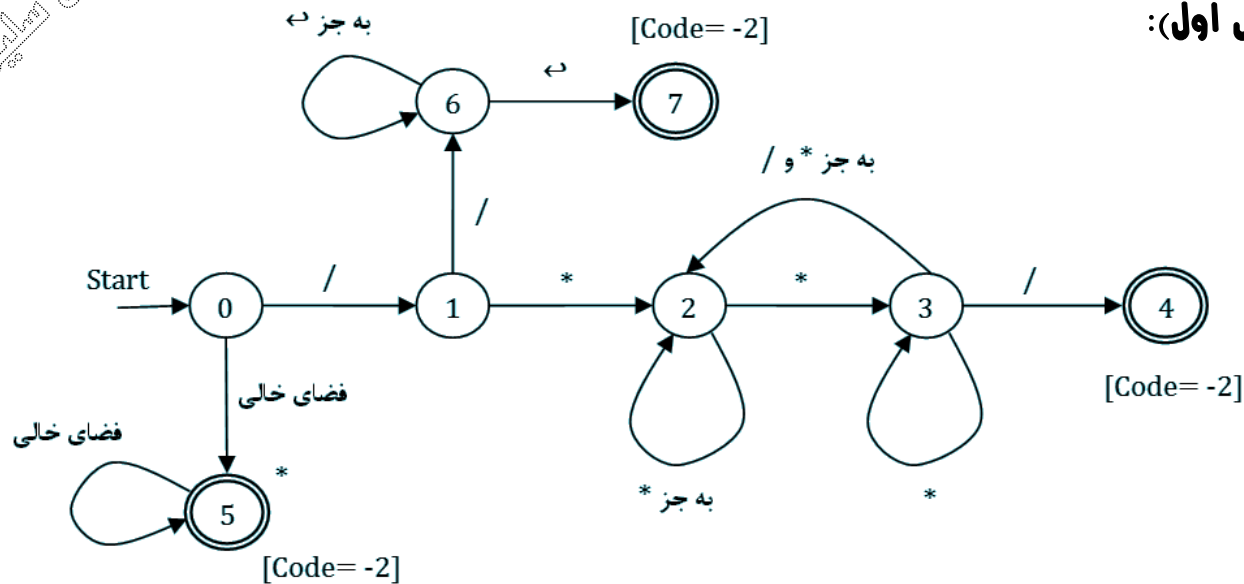 اول):
به جز ↩
[Code= -2]
↩
6
7
به جز * و /
/
Start
/
*
*
/
0
1
2
3
4
فضای خالی
[Code= -2]
فضای خالی
*
به جز *
*
5
[Code= -2]